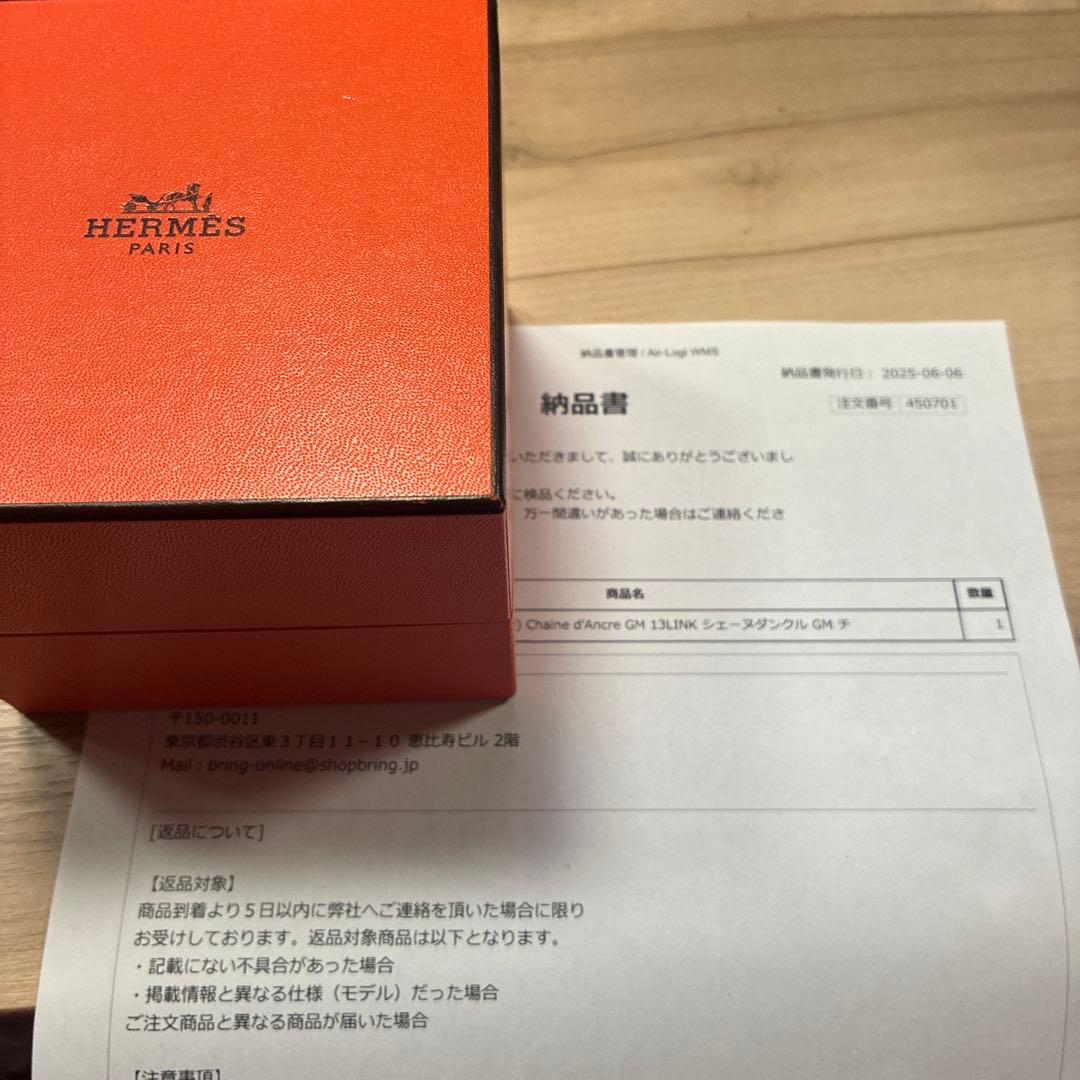 HERMÈS
PARIS
納品書管理 / Air-Logi WMS
納品書発行日： 2025-06-06
納品書
注文番号 450701
いただきまして、誠にありがとうございまし
に検品ください。
万一間違いがあった場合はご連絡くださ
商品名 数量
) Chaine d'Ancre GM 13LINK シェーヌダンクル GM チ 1
〒150-0011
東京都渋谷区東３丁目１１－１０ 恵比寿ビル 2階
Mail : bring-online@shopbring.jp
[返品について]
【返品対象】
商品到着より５日以内に弊社へご連絡を頂いた場合に限り
お受けしております。返品対象商品は以下となります。
・記載にない不具合があった場合
・掲載情報と異なる仕様（モデル）だった場合
ご注文商品と異なる商品が届いた場合
【注意事項】